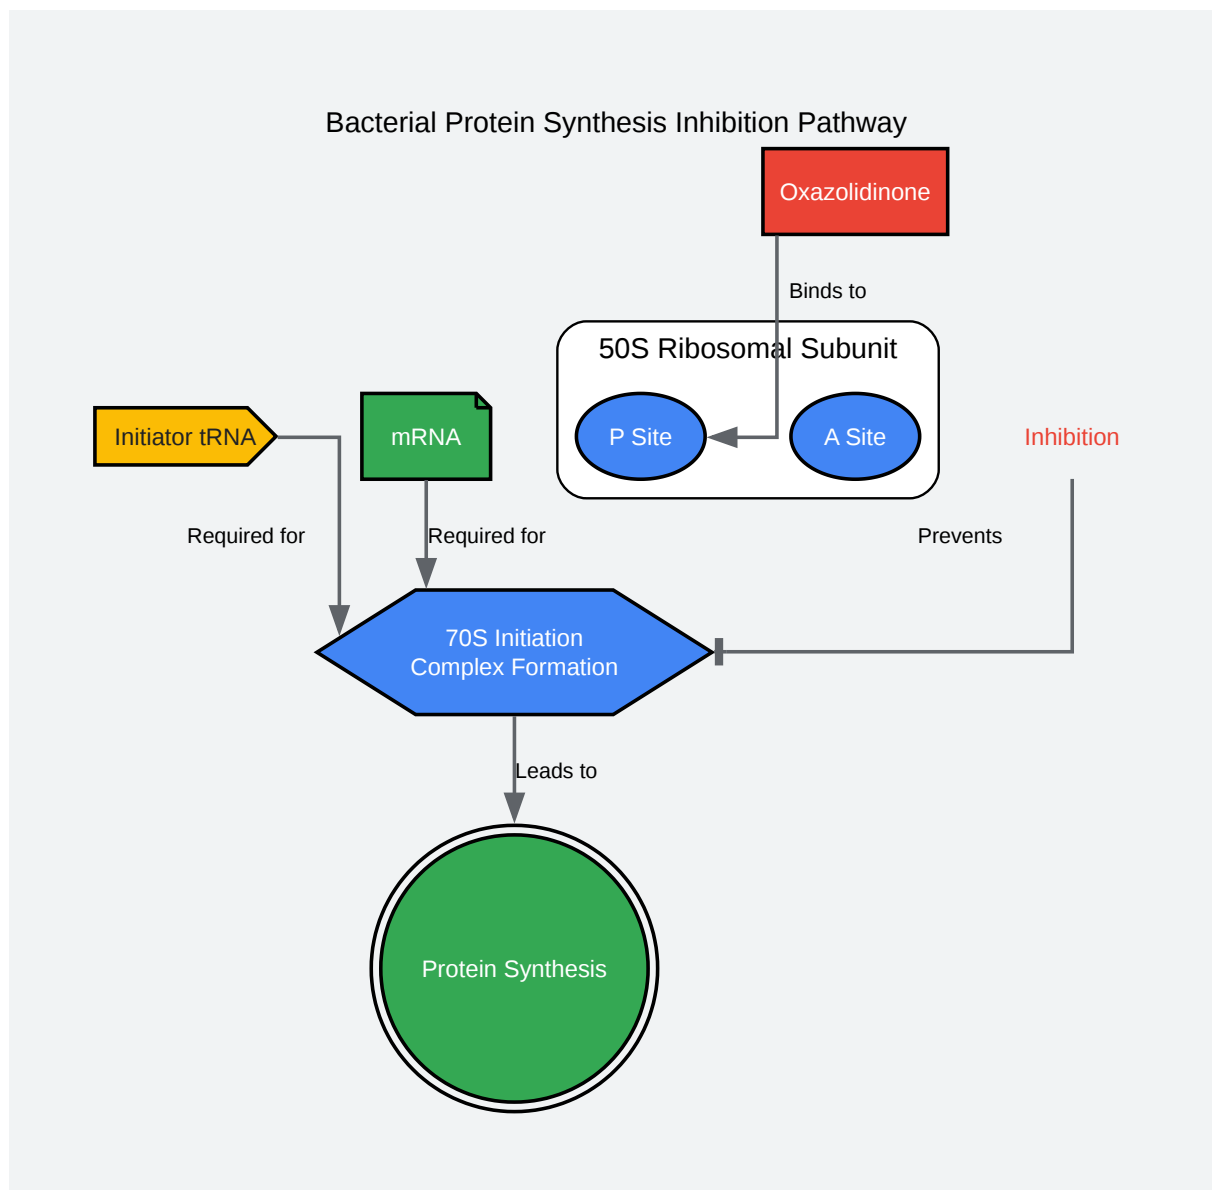 Bacterial Protein Synthesis Inhibition Pathway
Oxazolidinone
Binds to
50S Ribosomal Subunit
Initiator tRNA
mRNA
P Site
A Site
Inhibition
Required for
Required for
Prevents
70S Initiation
Complex Formation
Leads to
Protein Synthesis